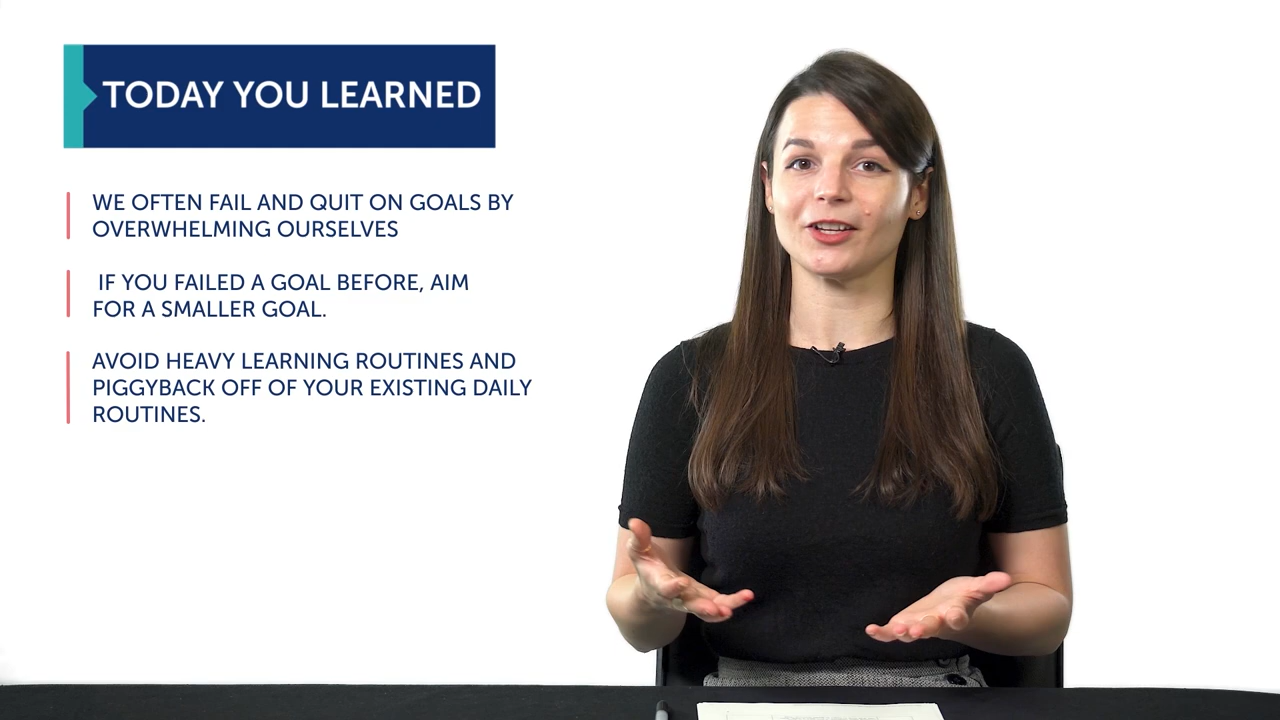 TODAY YOU LEARNED
WE OFTEN FAIL AND QUIT ON GOALS BY
OVERWHELMING OURSELVES
IF YOU FAILED A GOAL BEFORE, AIM
FOR A SMALLER GOAL.
AVOID HEAVY LEARNING ROUTINES AND
PIGGYBACK OFF OF YOUR EXISTING DAILY
ROUTINES.